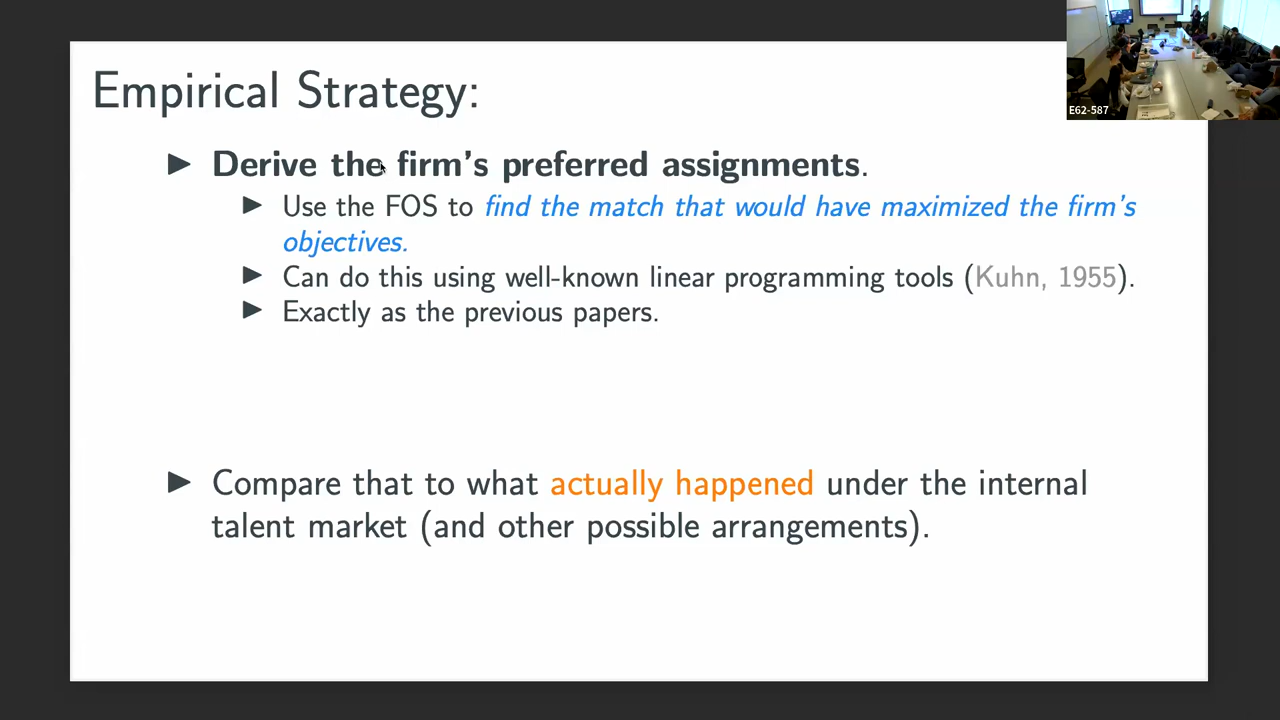 Empirical Strategy:
▶ Derive the firm's preferred assignments.
▶ Use the FOS to find the match that would have maximized the firm's
objectives.
▶ Can do this using well-known linear programming tools (Kuhn, 1955).
▶ Exactly as the previous papers.
▶ Compare that to what actually happened under the internal
talent market (and other possible arrangements).
E62-587